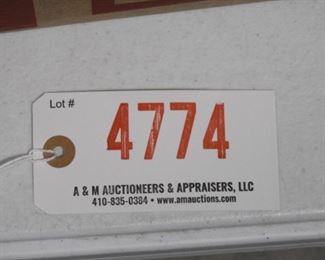 Lot #
4774
A & M AUCTIONEERS & APPRAISERS, LLC
410-835-0384 • www.amauctions.com